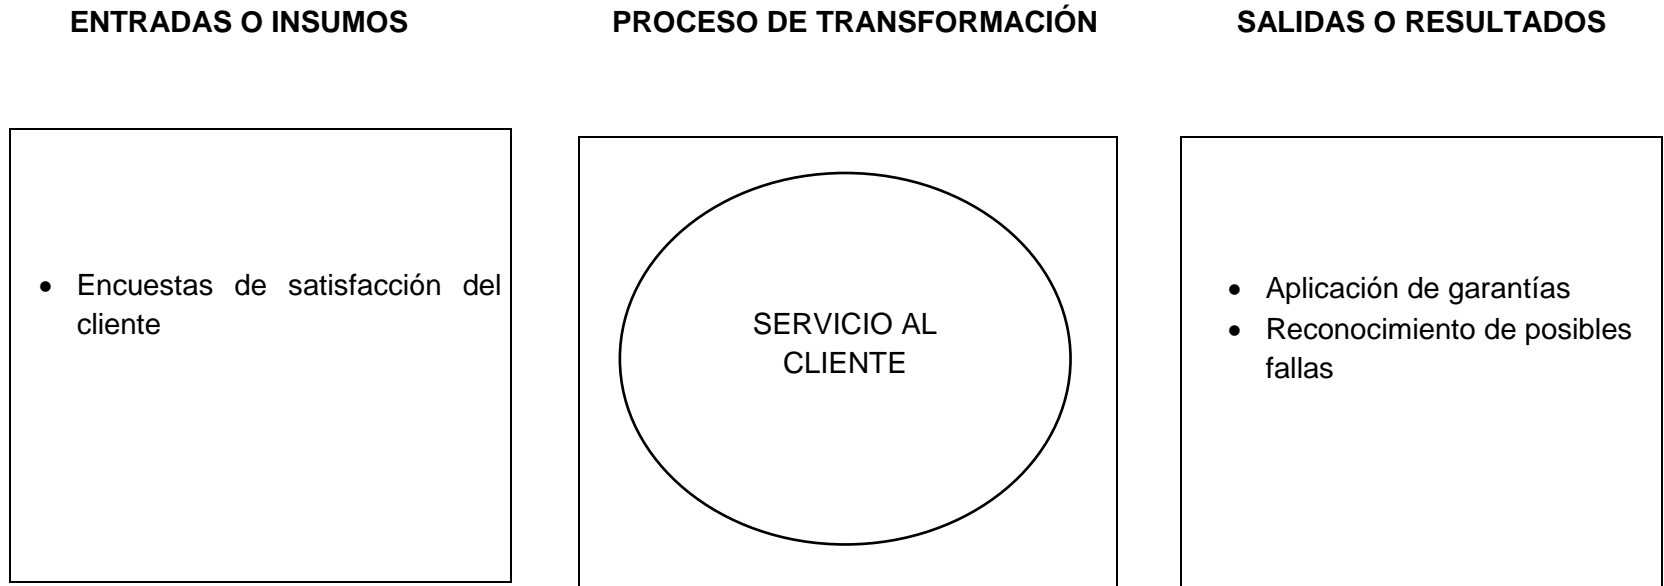 ENTRADAS O INSUMOS
PROCESO DE TRANSFORMACIÓN
SALIDAS O RESULTADOS
• Encuestas de satisfacción del
cliente
SERVICIO AL
CLIENTE
• Aplicación de garantías
• Reconocimiento de posibles
fallas